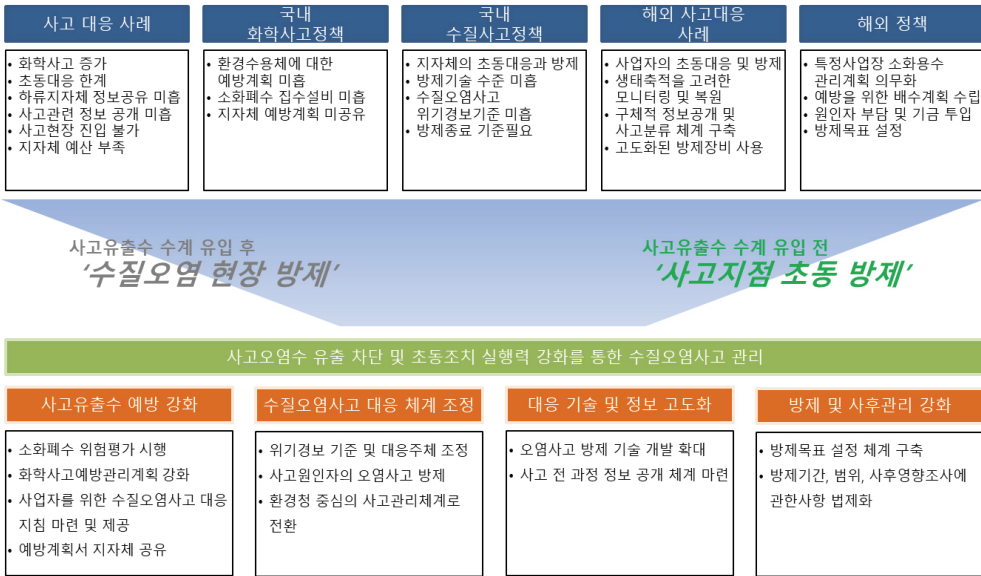 사고 대응 사례
• 화학사고 증가
• 초동대응 한계
• 하류지자체 정보공유 미흡
• 사고관련 정보 공개 미흡
• 사고현장 진입 불가
• 지자체 예산 부족
국내
화학사고정책
• 환경수용체에 대한
예방계획 미흡
• 소화폐수 집수설비 미흡
• 지자체 예방계획 미공유
국내
수질사고정책
• 지자체의 초동대응과 방제
• 방제기술 수준 미흡
• 수질오염사고
위기경보기준 미흡
• 방제종료 기준필요
해외 사고대응
사례
• 사업자의 초동대응 및 방제
• 생태축적을 고려한
모니터링 및 복원
• 구체적 정보공개 및
사고분류 체계 구축
• 고도화된 방제장비 사용
해외 정책
• 특정사업장 소화용수
관리계획 의무화
• 예방을 위한 배수계획 수립
• 원인자 부담 및 기금 투입
• 방제목표 설정
사고유출수 수계 유입 후
‘수질오염 현장 방제’
사고유출수 수계 유입 전
‘사고지점 초동 방제’
사고오염수 유출 차단 및 초동조치 실행력 강화를 통한 수질오염사고 관리
사고유출수 예방 강화
• 소화폐수 위험평가 시행
• 화학사고예방관리계획 강화
• 사업자를 위한 수질오염사고 대응
지침 마련 및 제공
• 예방계획서 지자체 공유
수질오염사고 대응 체계 조정
• 위기경보 기준 및 대응주체 조정
• 사고원인자의 오염사고 방제
• 환경청 중심의 사고관리체계로
전환
대응 기술 및 정보 고도화
• 오염사고 방제 기술 개발 확대
• 사고 전 과정 정보 공개 체계 마련
방제 및 사후관리 강화
• 방제목표 설정 체계 구축
• 방제기간, 범위, 사후영향조사에
관한사항 법제화